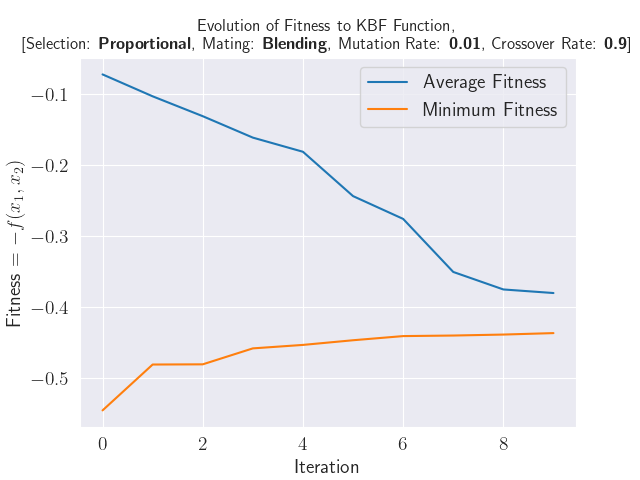 Evolution of Fitness to KBF Function,
[Selection: Proportional, Mating: Blending, Mutation Rate: 0.01, Crossover Rate: 0.9]
Average Fitness
Minimum Fitness
Fitness = −f(x₁, x₂)
−0.1
−0.2
−0.3
−0.4
−0.5
0 2 4 6 8
Iteration